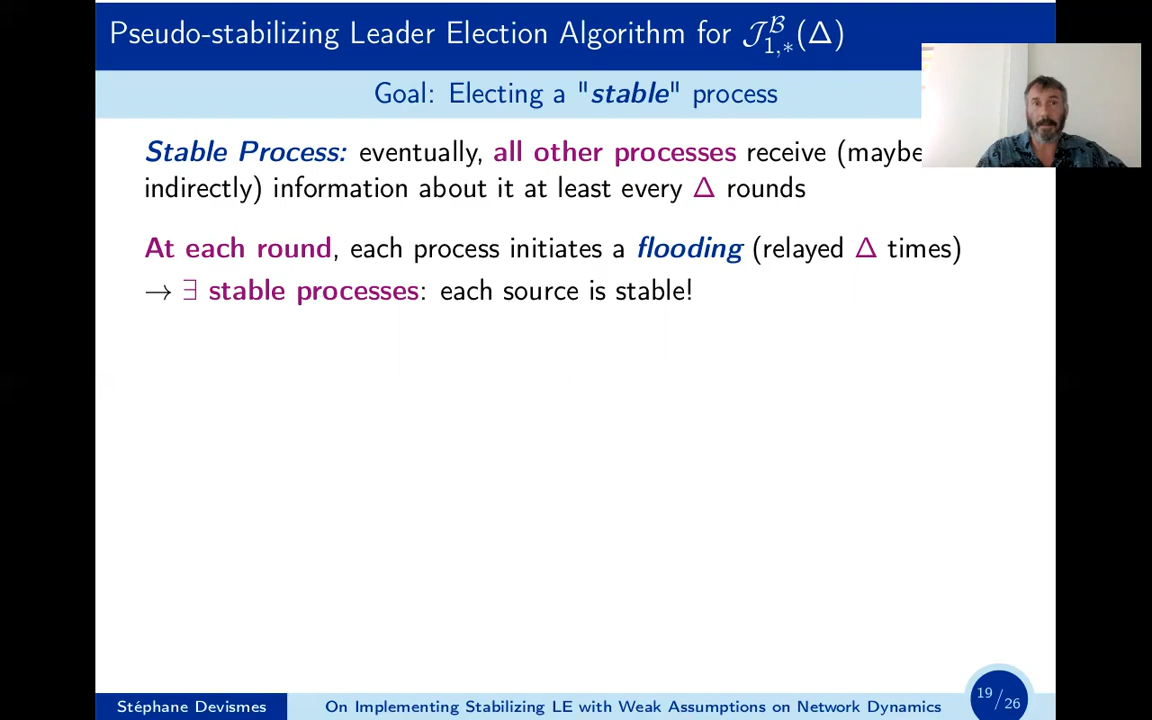 Pseudo-stabilizing Leader Election Algorithm for 𝒥₁,∗ᴮ(Δ)
Goal: Electing a "stable" process
Stable Process: eventually, all other processes receive (maybe
indirectly) information about it at least every Δ rounds
At each round, each process initiates a flooding (relayed Δ times)
→ ∃ stable processes: each source is stable!
19/26
Stéphane Devismes On Implementing Stabilizing LE with Weak Assumptions on Network Dynamics